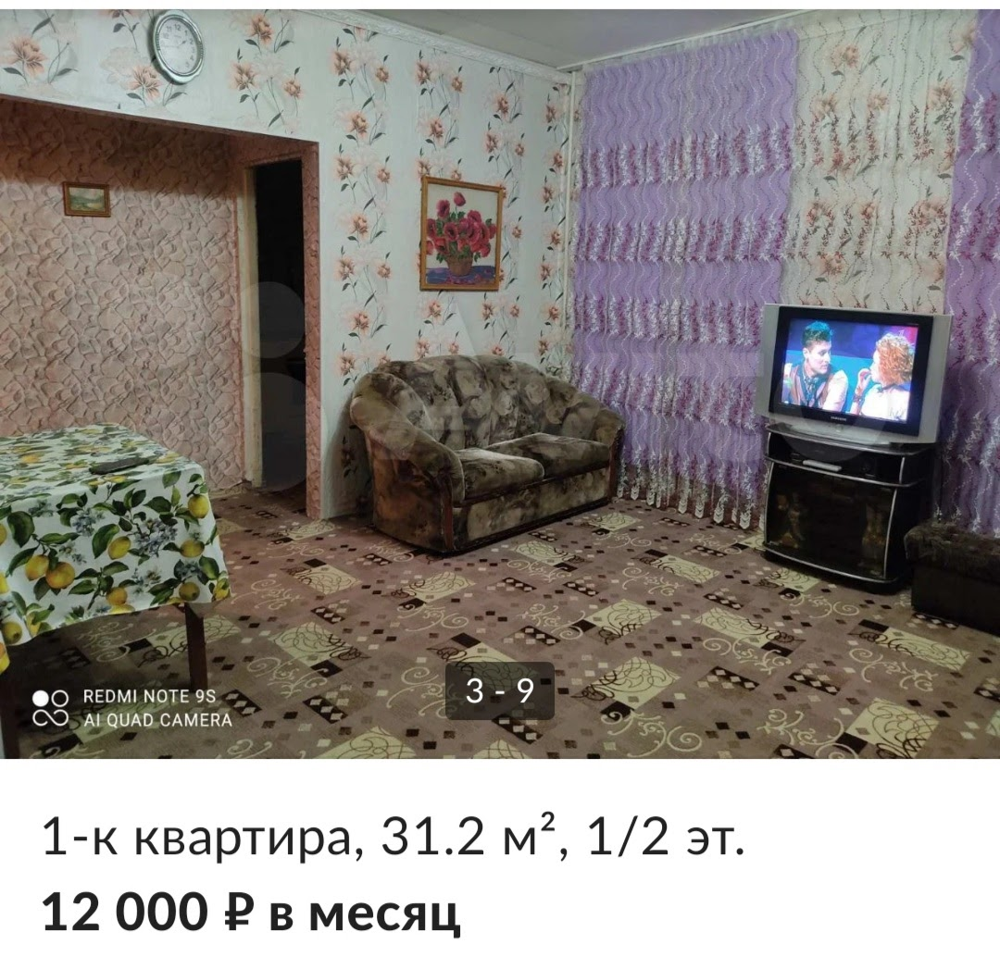 SAMSUNG
REDMI NOTE 9S
AI QUAD CAMERA
3 - 9
1-к квартира, 31.2 м², 1/2 эт.
12 000 ₽ в месяц